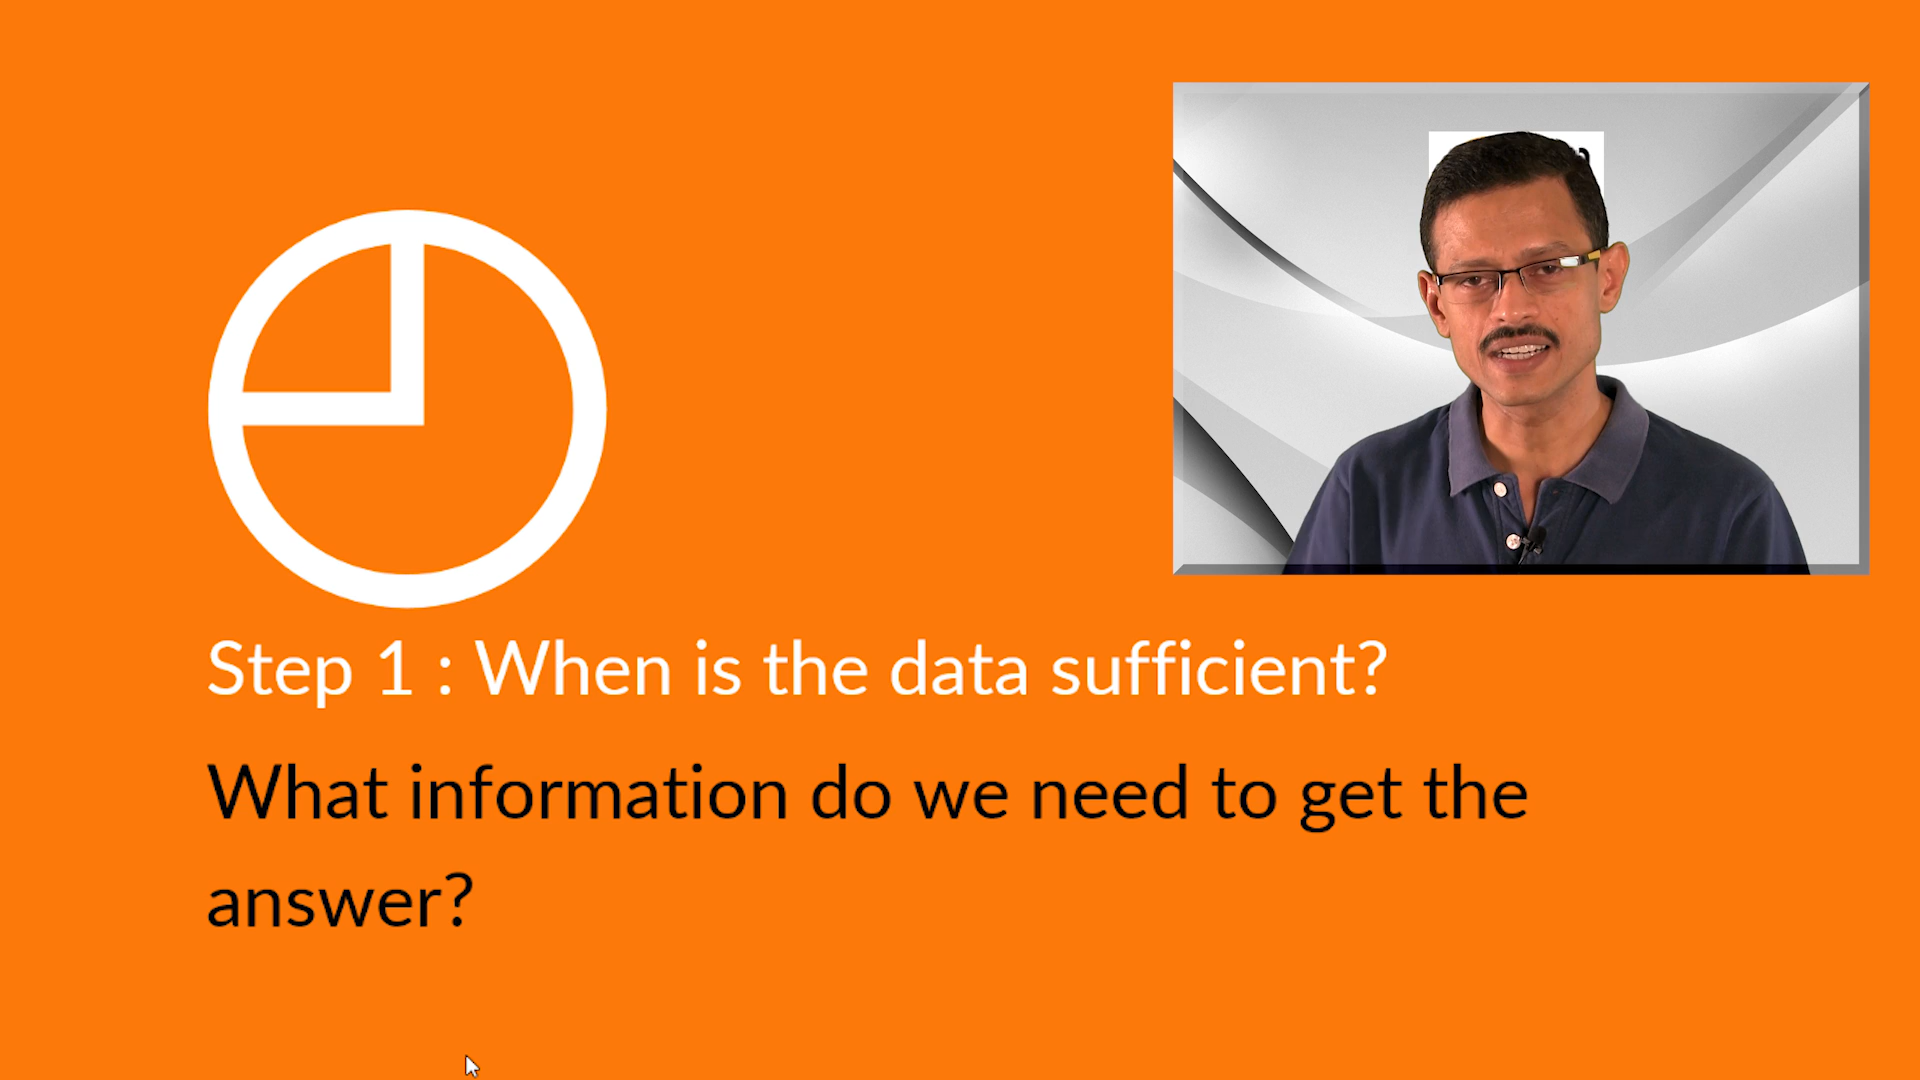 Step 1 : When is the data sufficient?
What information do we need to get the
answer?